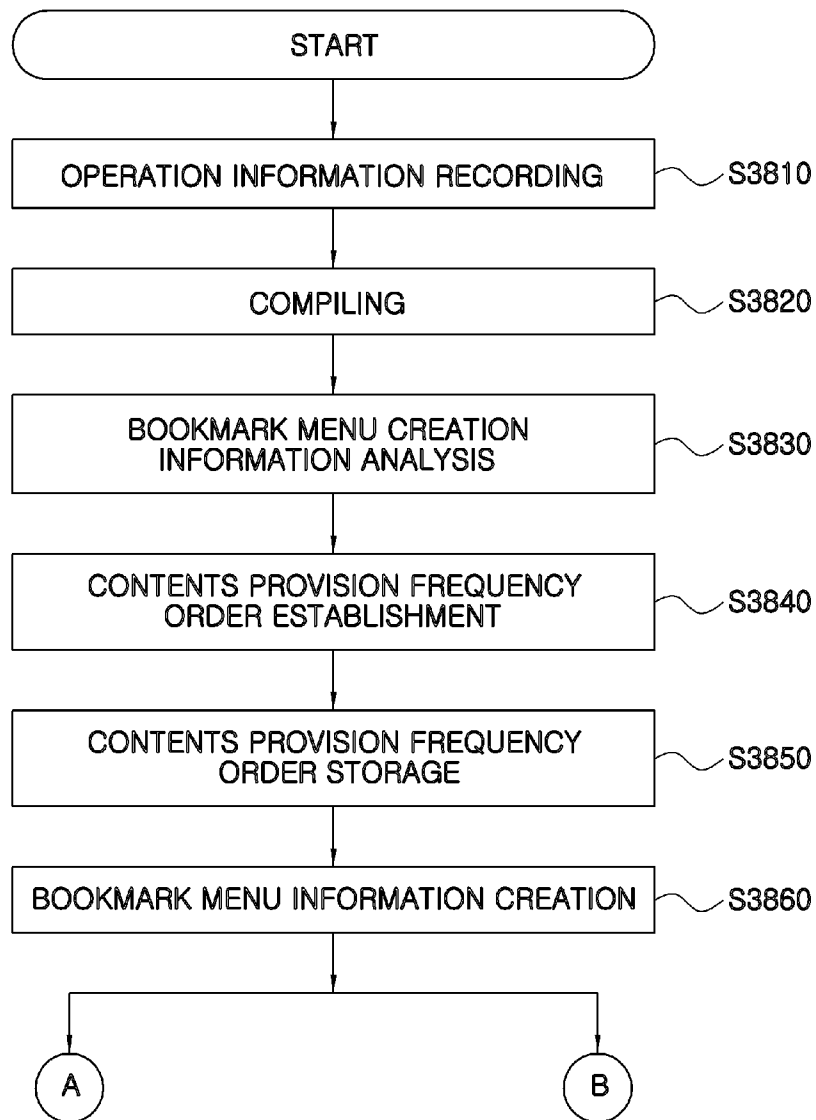 START
OPERATION INFORMATION RECORDING
S3810
COMPILING
S3820
BOOKMARK MENU CREATION
INFORMATION ANALYSIS
S3830
CONTENTS PROVISION FREQUENCY
ORDER ESTABLISHMENT
S3840
CONTENTS PROVISION FREQUENCY
ORDER STORAGE
S3850
BOOKMARK MENU INFORMATION CREATION
S3860
A
B